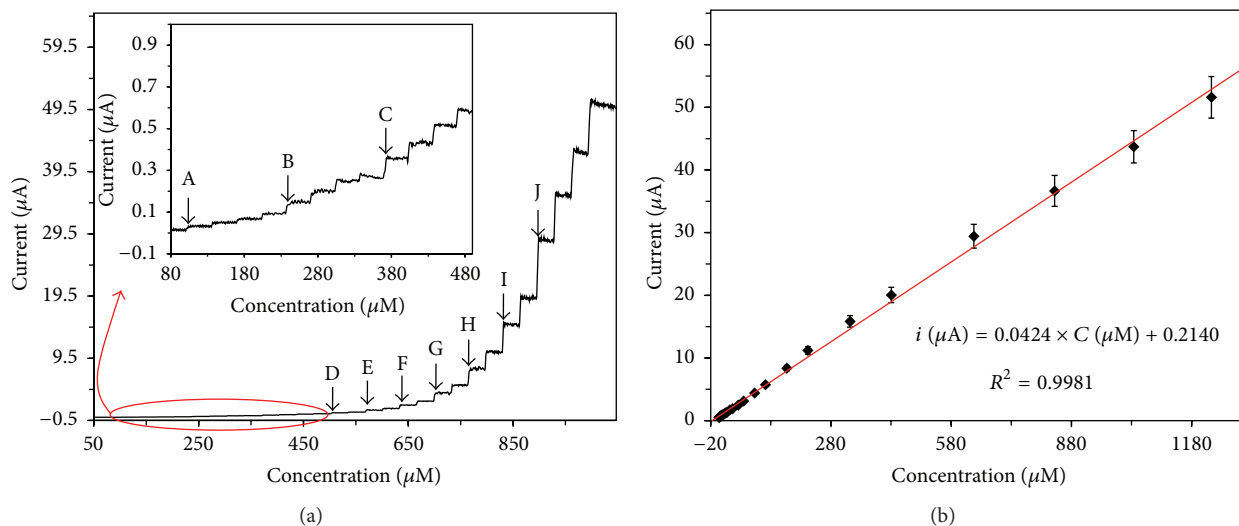 59.5
49.5
39.5
29.5
19.5
9.5
−0.5
Current (μA)
50
250
450
650
850
Concentration (μM)
D
E
F
G
H
I
J
0.9
0.7
0.5
0.3
0.1
−0.1
Current (μA)
A
B
C
80
180
280
380
480
Concentration (μM)
(a)
60
50
40
30
20
10
0
Current (μA)
i (μA) = 0.0424 × C (μM) + 0.2140
R² = 0.9981
−20
280
580
880
1180
Concentration (μM)
(b)